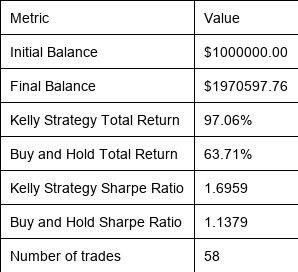 Metric Value
Initial Balance $1000000.00
Final Balance $1970597.76
Kelly Strategy Total Return 97.06%
Buy and Hold Total Return 63.71%
Kelly Strategy Sharpe Ratio 1.6959
Buy and Hold Sharpe Ratio 1.1379
Number of trades 58